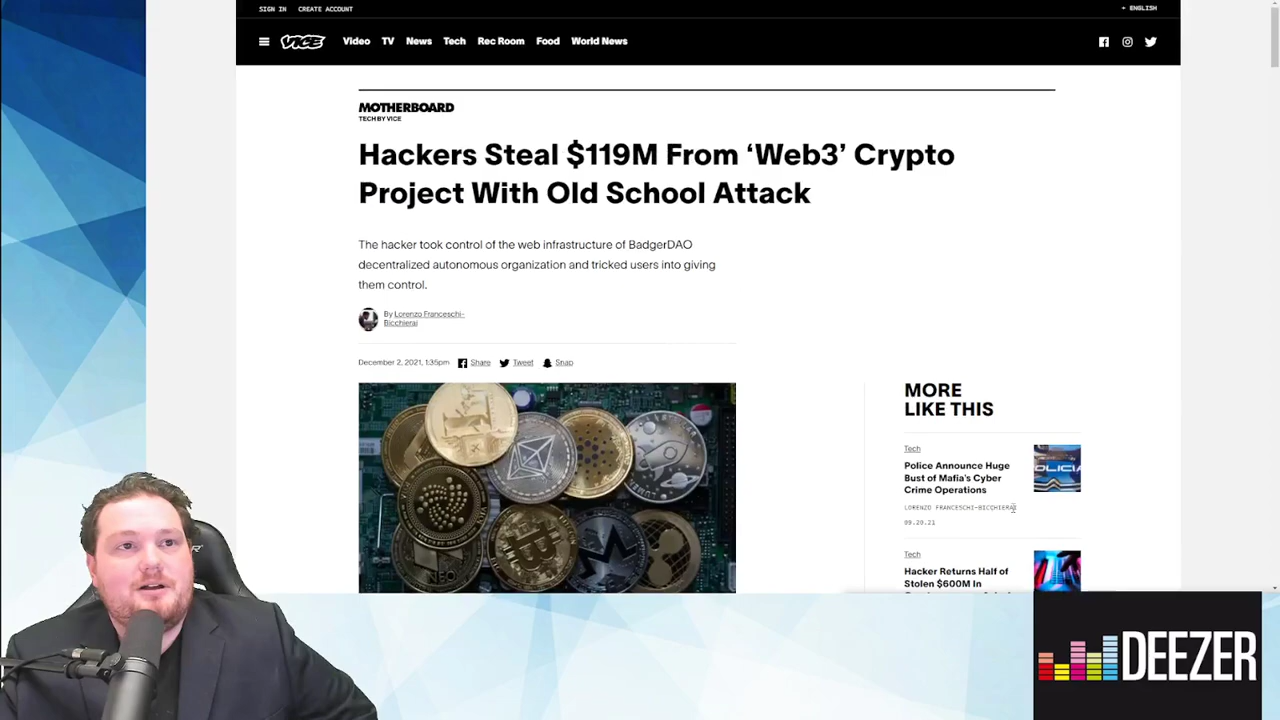 SIGN IN CREATE ACCOUNT
+ ENGLISH
VICE Video TV News Tech Rec Room Food World News
MOTHERBOARD
TECH BY VICE
Hackers Steal $119M From ‘Web3’ Crypto
Project With Old School Attack
The hacker took control of the web infrastructure of BadgerDAO
decentralized autonomous organization and tricked users into giving
them control.
By Lorenzo Franceschi-
Bicchierai
December 2, 2021, 1:35pm Share Tweet Snap
MORE
LIKE THIS
Tech
Police Announce Huge
Bust of Mafia’s Cyber
Crime Operations
LORENZO FRANCESCHI-BICCHIERAI
09.20.21
POLICIA
Tech
Hacker Returns Half of
Stolen $600M In
NEO
DEEZER